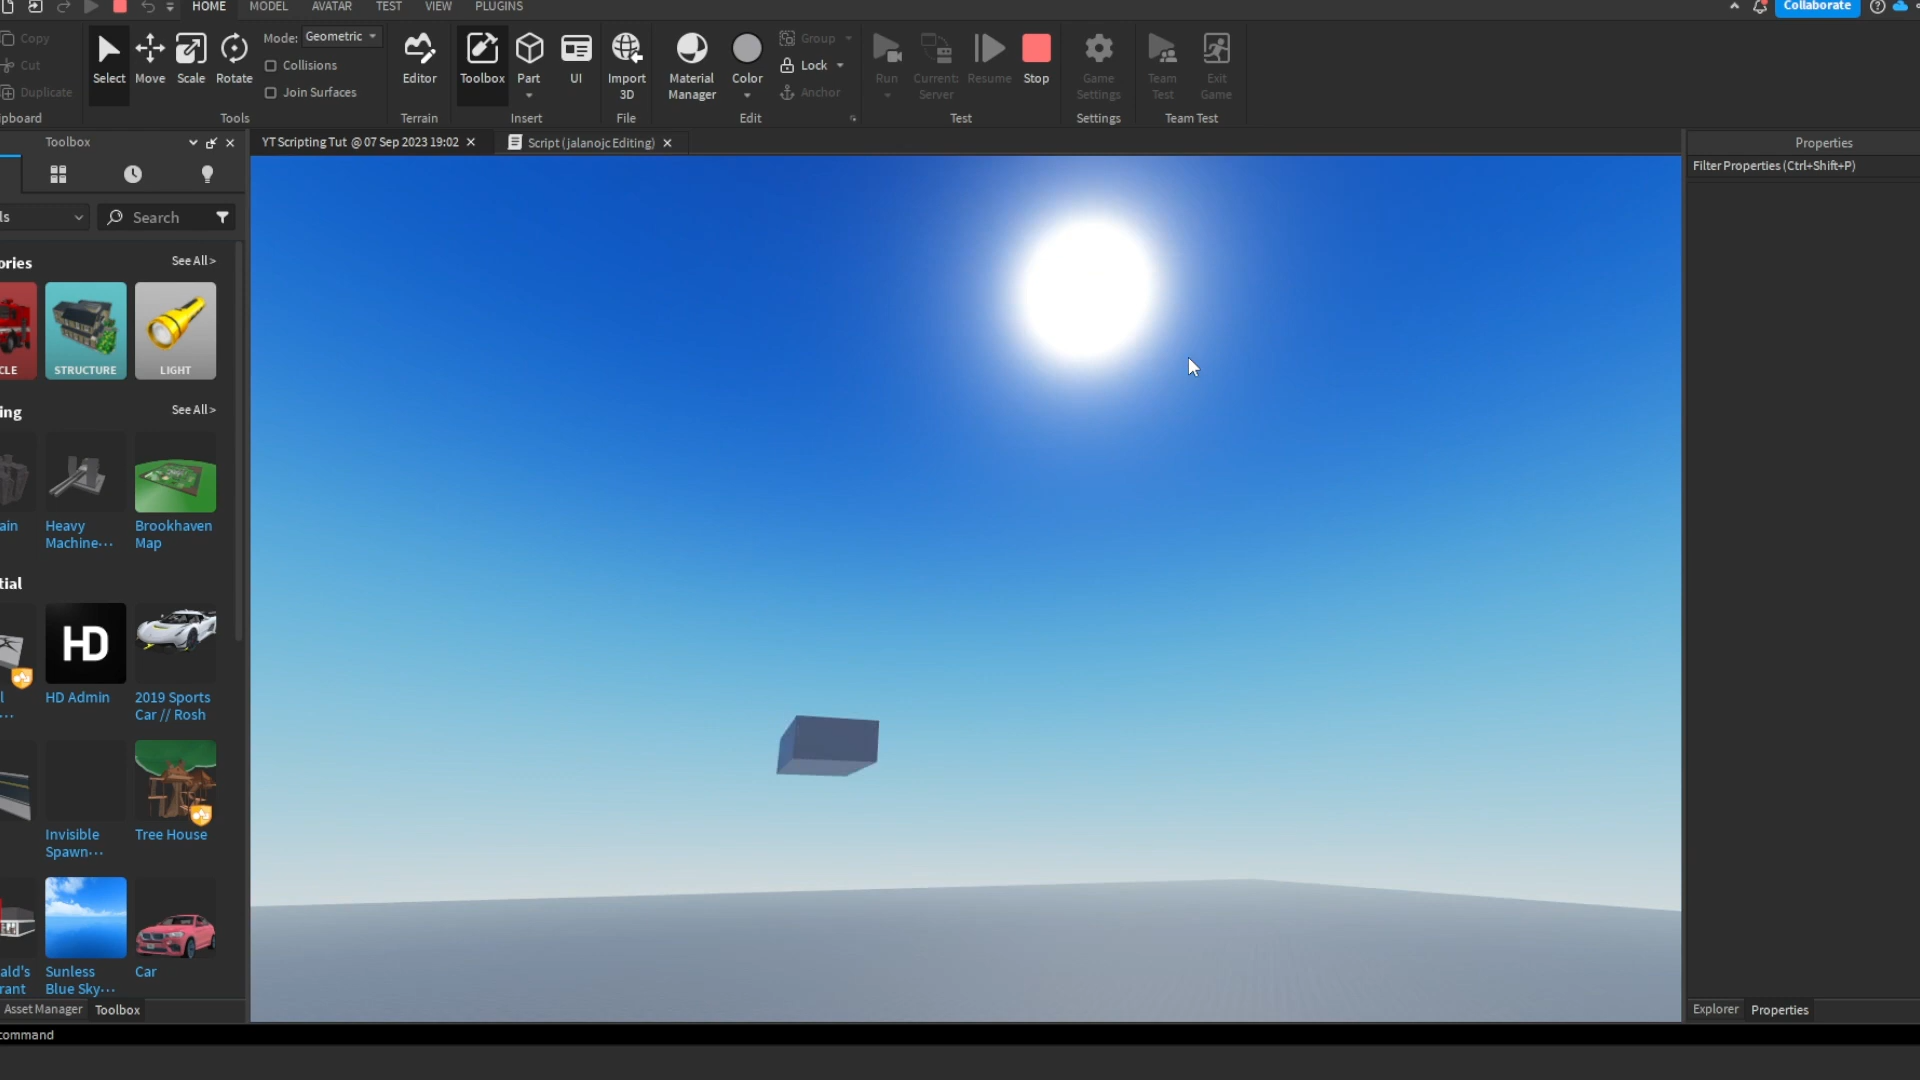 HOME MODEL AVATAR TEST VIEW PLUGINS
Collaborate
Copy
Cut
Duplicate
Select Move Scale Rotate
Mode: Geometric
Collisions
Join Surfaces
Editor
Toolbox Part UI
Import
3D
Material
Manager
Color
Group
Lock
Anchor
Run Current:
Server
Resume Stop
Game
Settings
Team
Test
Exit
Game
ipboard Tools Terrain Insert File Edit Test Settings Team Test
Toolbox
YT Scripting Tut @ 07 Sep 2023 19:02
Script (jalanojc Editing)
Properties
Filter Properties (Ctrl+Shift+P)
ls
Search
ories See All >
CLE STRUCTURE LIGHT
ing See All >
ain Heavy
Machine...
Brookhaven
Map
tial
HD
l
... HD Admin 2019 Sports
Car // Rosh
Invisible
Spawn...
Tree House
ald's
rant
Sunless
Blue Sky...
Car
Asset Manager Toolbox
Explorer Properties
command